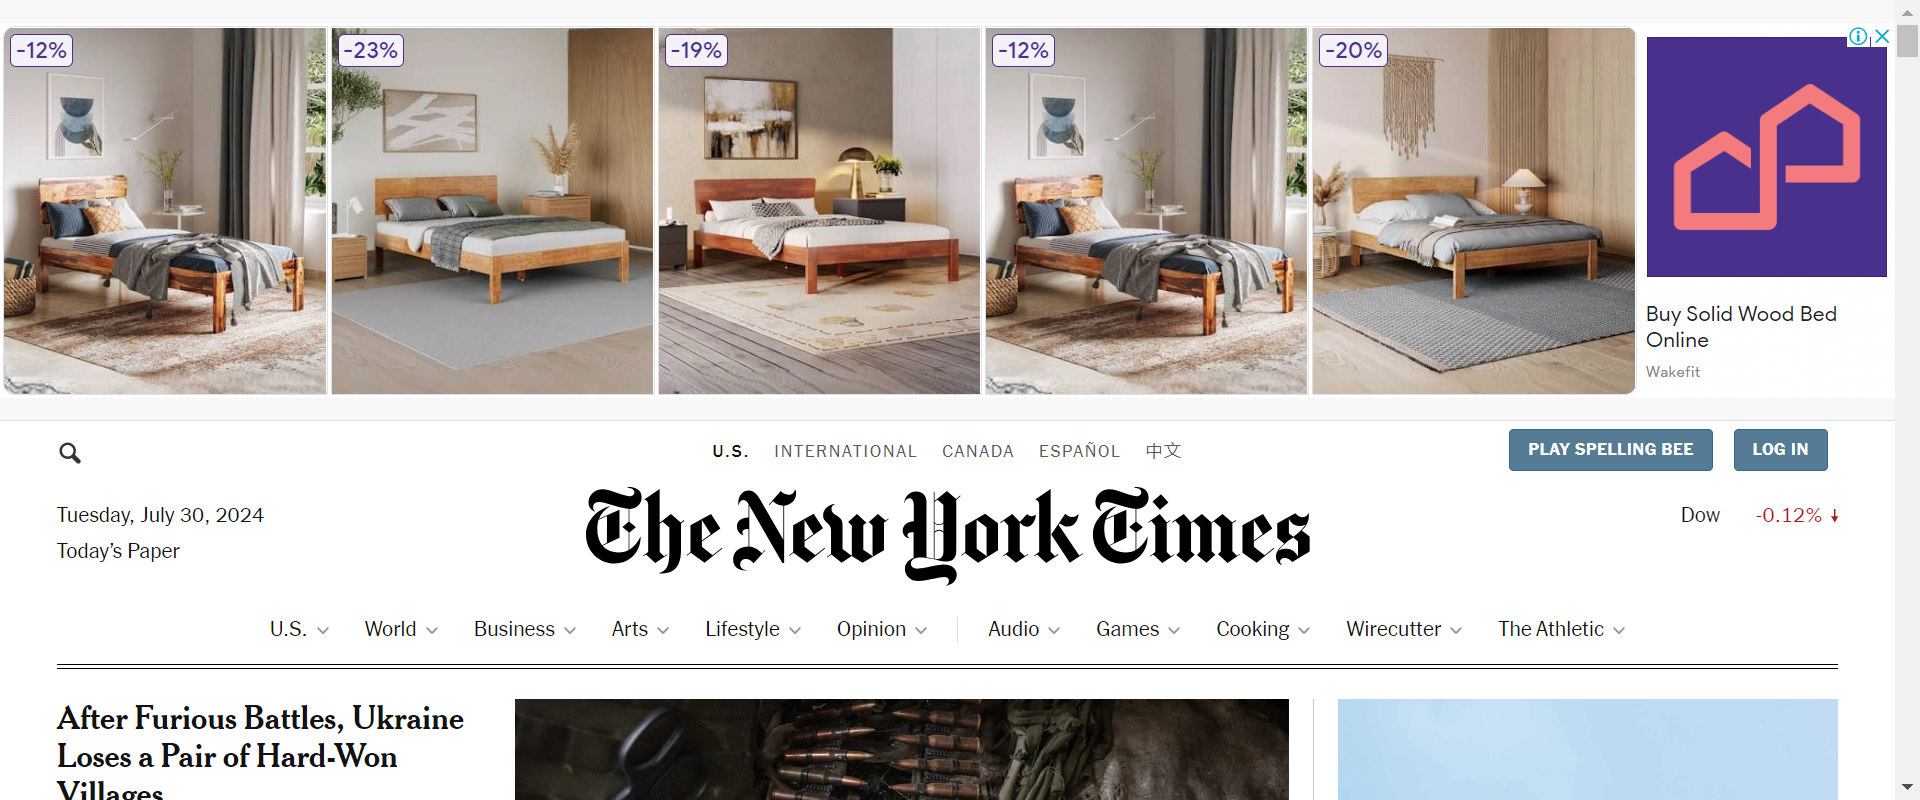 -12%
-23%
-19%
-12%
-20%
Buy Solid Wood Bed
Online
Wakefit
U.S. INTERNATIONAL CANADA ESPAÑOL 中文
PLAY SPELLING BEE
LOG IN
Tuesday, July 30, 2024
Today’s Paper
The New York Times
Dow -0.12% ↓
U.S. World Business Arts Lifestyle Opinion Audio Games Cooking Wirecutter The Athletic
After Furious Battles, Ukraine
Loses a Pair of Hard-Won
Villages